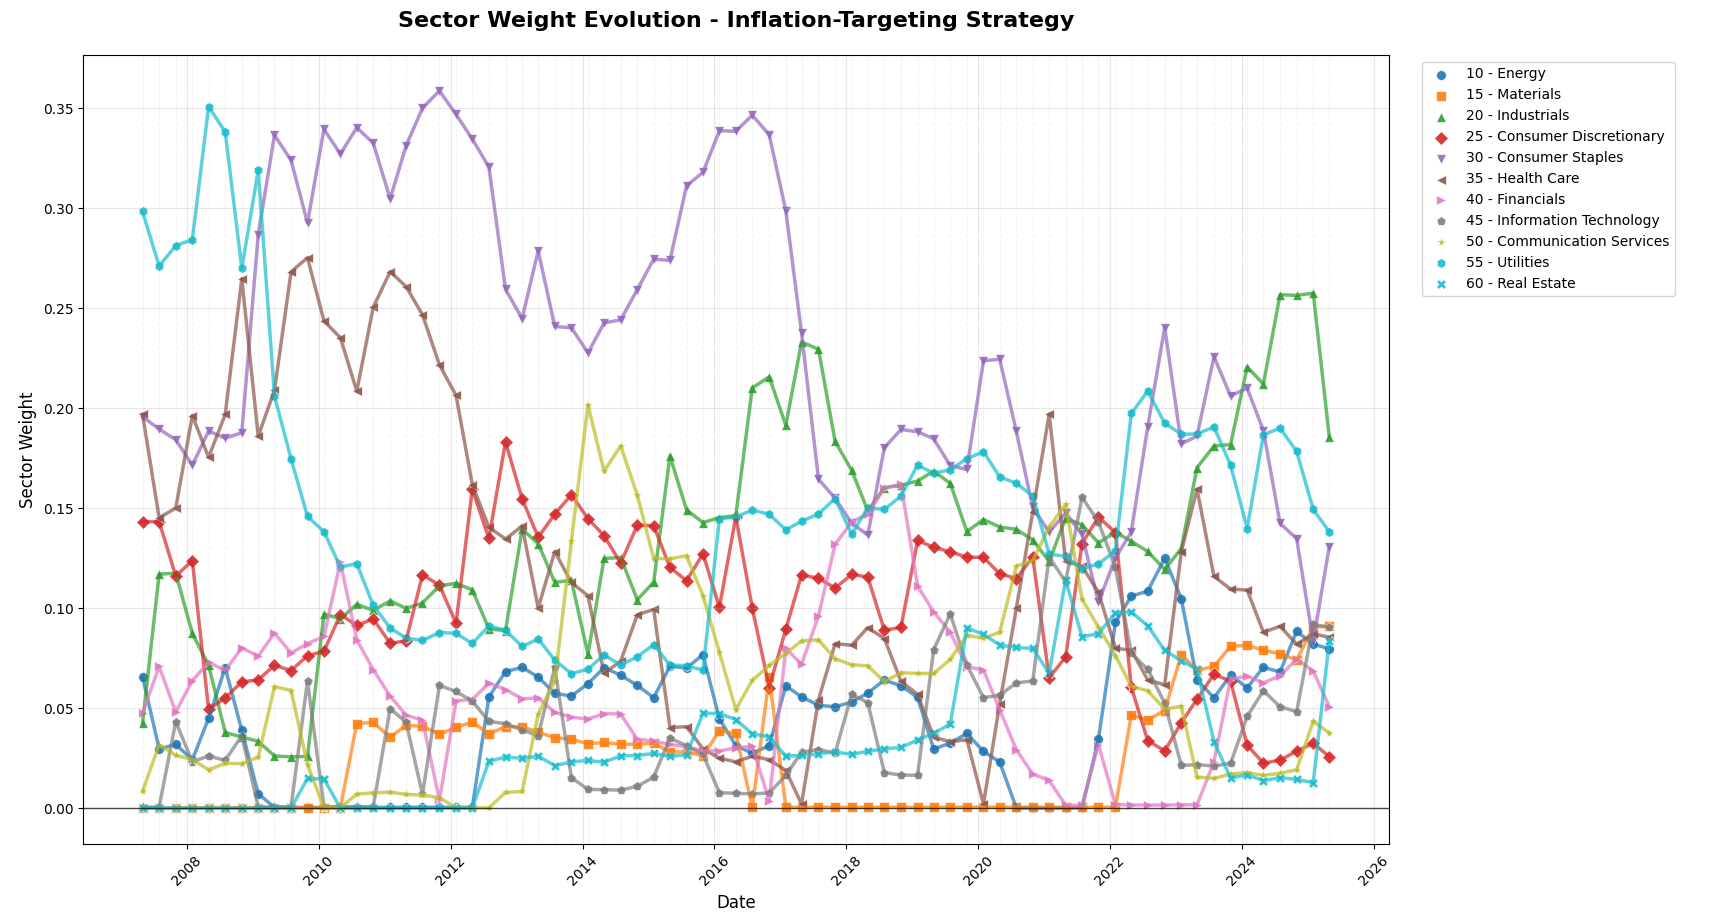 Sector Weight Evolution - Inflation-Targeting Strategy
10 - Energy
15 - Materials
20 - Industrials
25 - Consumer Discretionary
30 - Consumer Staples
35 - Health Care
40 - Financials
45 - Information Technology
50 - Communication Services
55 - Utilities
60 - Real Estate
Sector Weight
0.35
0.30
0.25
0.20
0.15
0.10
0.05
0.00
2008
2010
2012
2014
2016
2018
2020
2022
2024
2026
Date